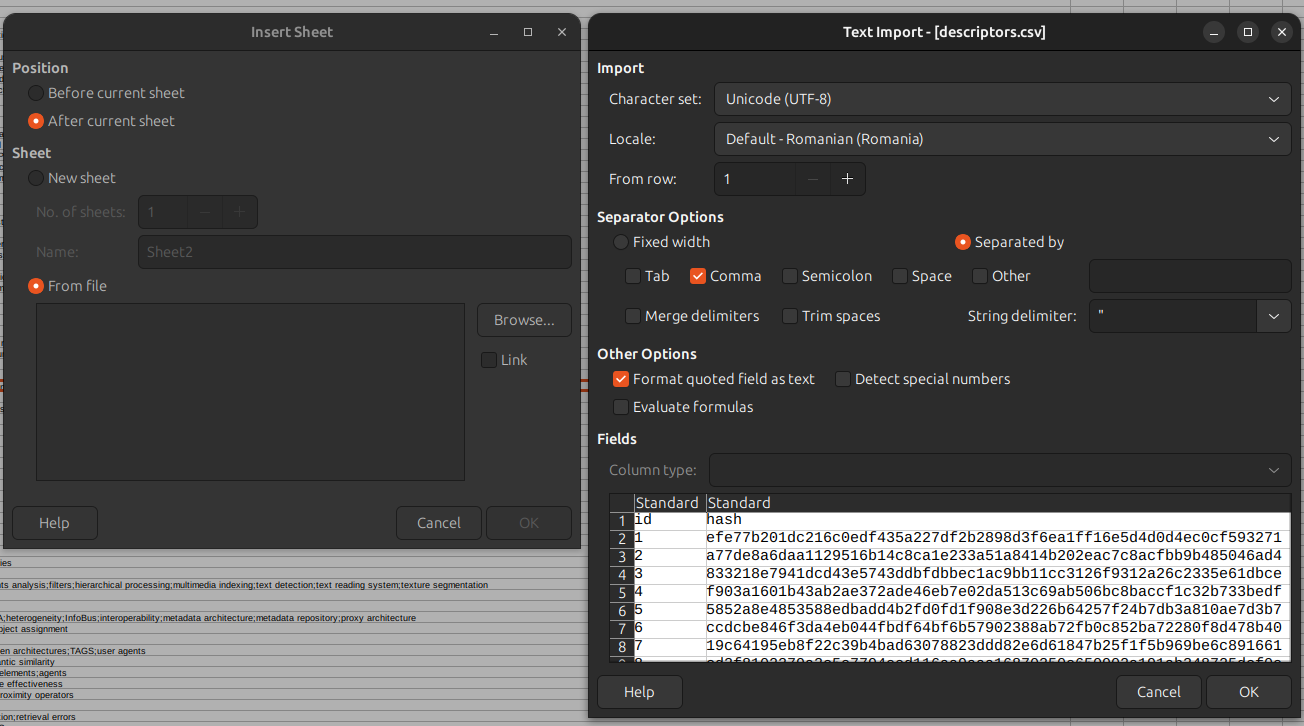 Insert Sheet
Position
Before current sheet
After current sheet
Sheet
New sheet
No. of sheets: 1
Name: Sheet2
From file
Browse...
Link
Help Cancel OK
Text Import - [descriptors.csv]
Import
Character set: Unicode (UTF-8)
Locale: Default - Romanian (Romania)
From row: 1
Separator Options
Fixed width Separated by
Tab Comma Semicolon Space Other
Merge delimiters Trim spaces String delimiter: "
Other Options
Format quoted field as text Detect special numbers
Evaluate formulas
Fields
Column type:
Standard Standard
1 id hash
2 1 efe77b201dc216c0edf435a227df2b2898d3f6ea1ff16e5d4d0d4ec0cf593271
3 2 a77de8a6daa1129516b14c8ca1e233a51a8414b202eac7c8acfbb9b485046ad4
4 3 833218e7941dcd43e5743ddbfdbbec1ac9bb11cc3126f9312a26c2335e61dbce
5 4 f903a1601b43ab2ae372ade46eb7e02da513c69ab506bc8baccf1c32b733bedf
6 5 5852a8e4853588edbadd4b2fd0fd1f908e3d226b64257f24b7db3a810ae7d3b7
7 6 ccdcbe846f3da4eb044fbdf64bf6b57902388ab72fb0c852ba72280f8d478b40
8 7 19c64195eb8f22c39b4bad63078823ddd82e6d61847b25f1f5b969be6c891661
Help Cancel OK
ries
ts analysis;filters;hierarchical processing;multimedia indexing;text detection;text reading system;texture segmentation
A;heterogeneity;InfoBus;interoperability;metadata architecture;metadata repository;proxy architecture
oject assignment
en architectures;TAGS;user agents
antic similarity
elements;agents
e effectiveness
roximity operators
tion;retrieval errors